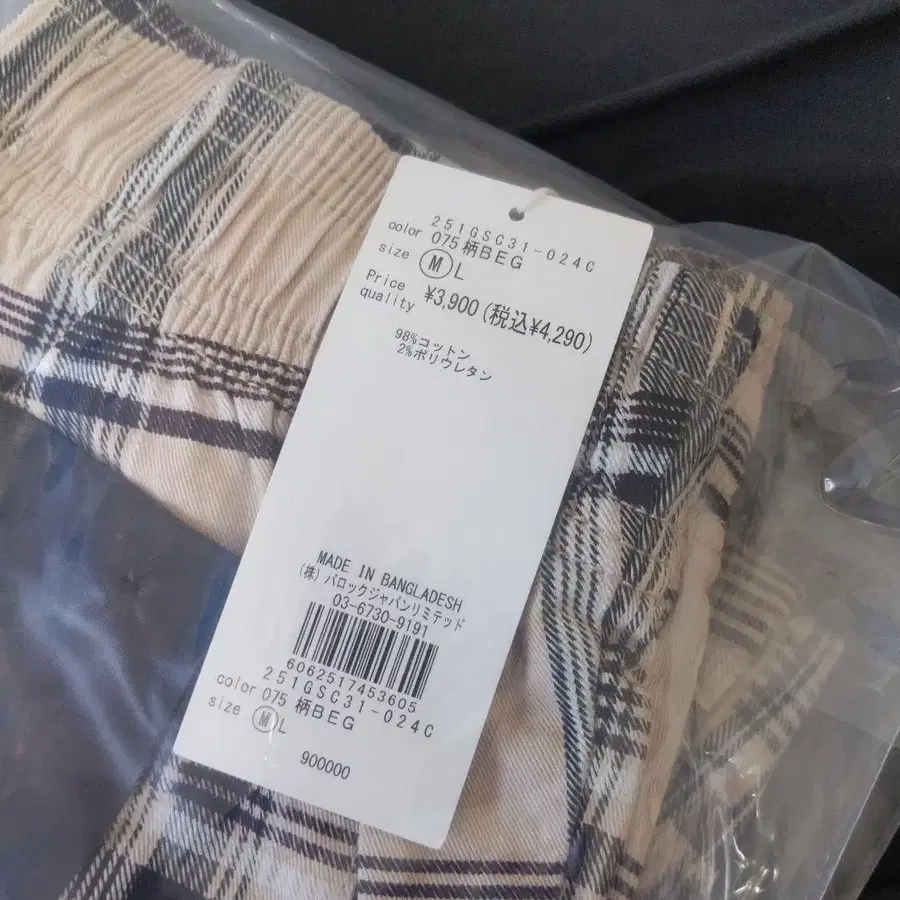 251GSC31-024C
color 075 柄BEG
size M L
Price ¥3,900(税込¥4,290)
quality
98%コットン
2%ポリウレタン
MADE IN BANGLADESH
(株)バロックジャパンリミテッド
03-6730-9191
6062517453605
251GSC31-024C
color 075 柄BEG
size M L
900000